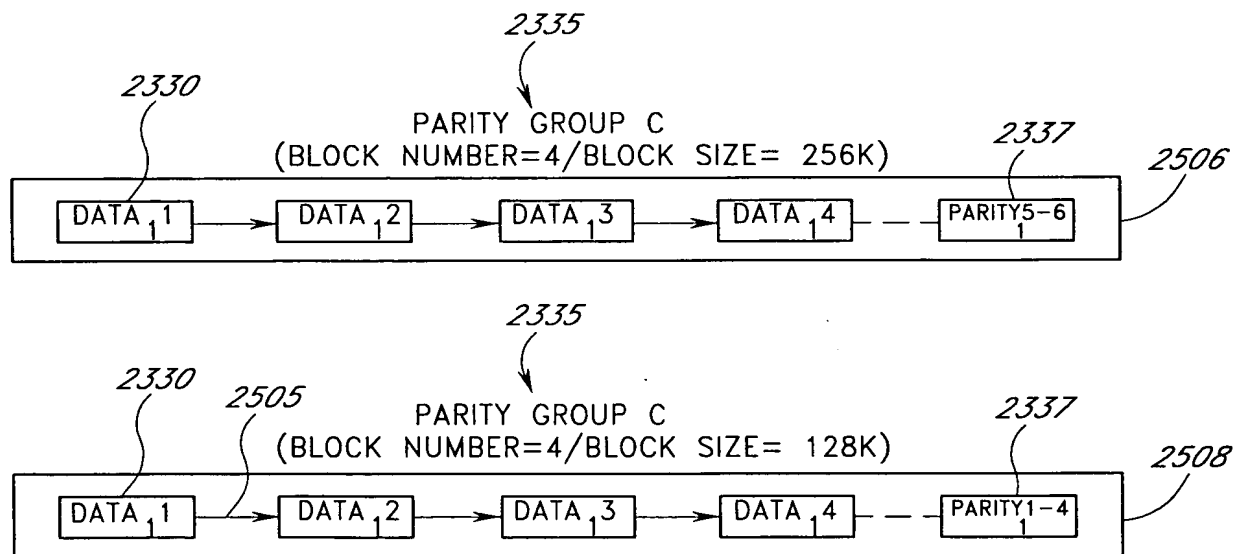 2335
2330
PARITY GROUP C
2337
(BLOCK NUMBER=4/BLOCK SIZE= 256K)
2506
DATA 1 1 DATA 1 2 DATA 1 3 DATA 1 4 PARITY5-6 1
2335
2330
2505
PARITY GROUP C
2337
(BLOCK NUMBER=4/BLOCK SIZE= 128K)
2508
DATA 1 1 DATA 1 2 DATA 1 3 DATA 1 4 PARITY1-4 1